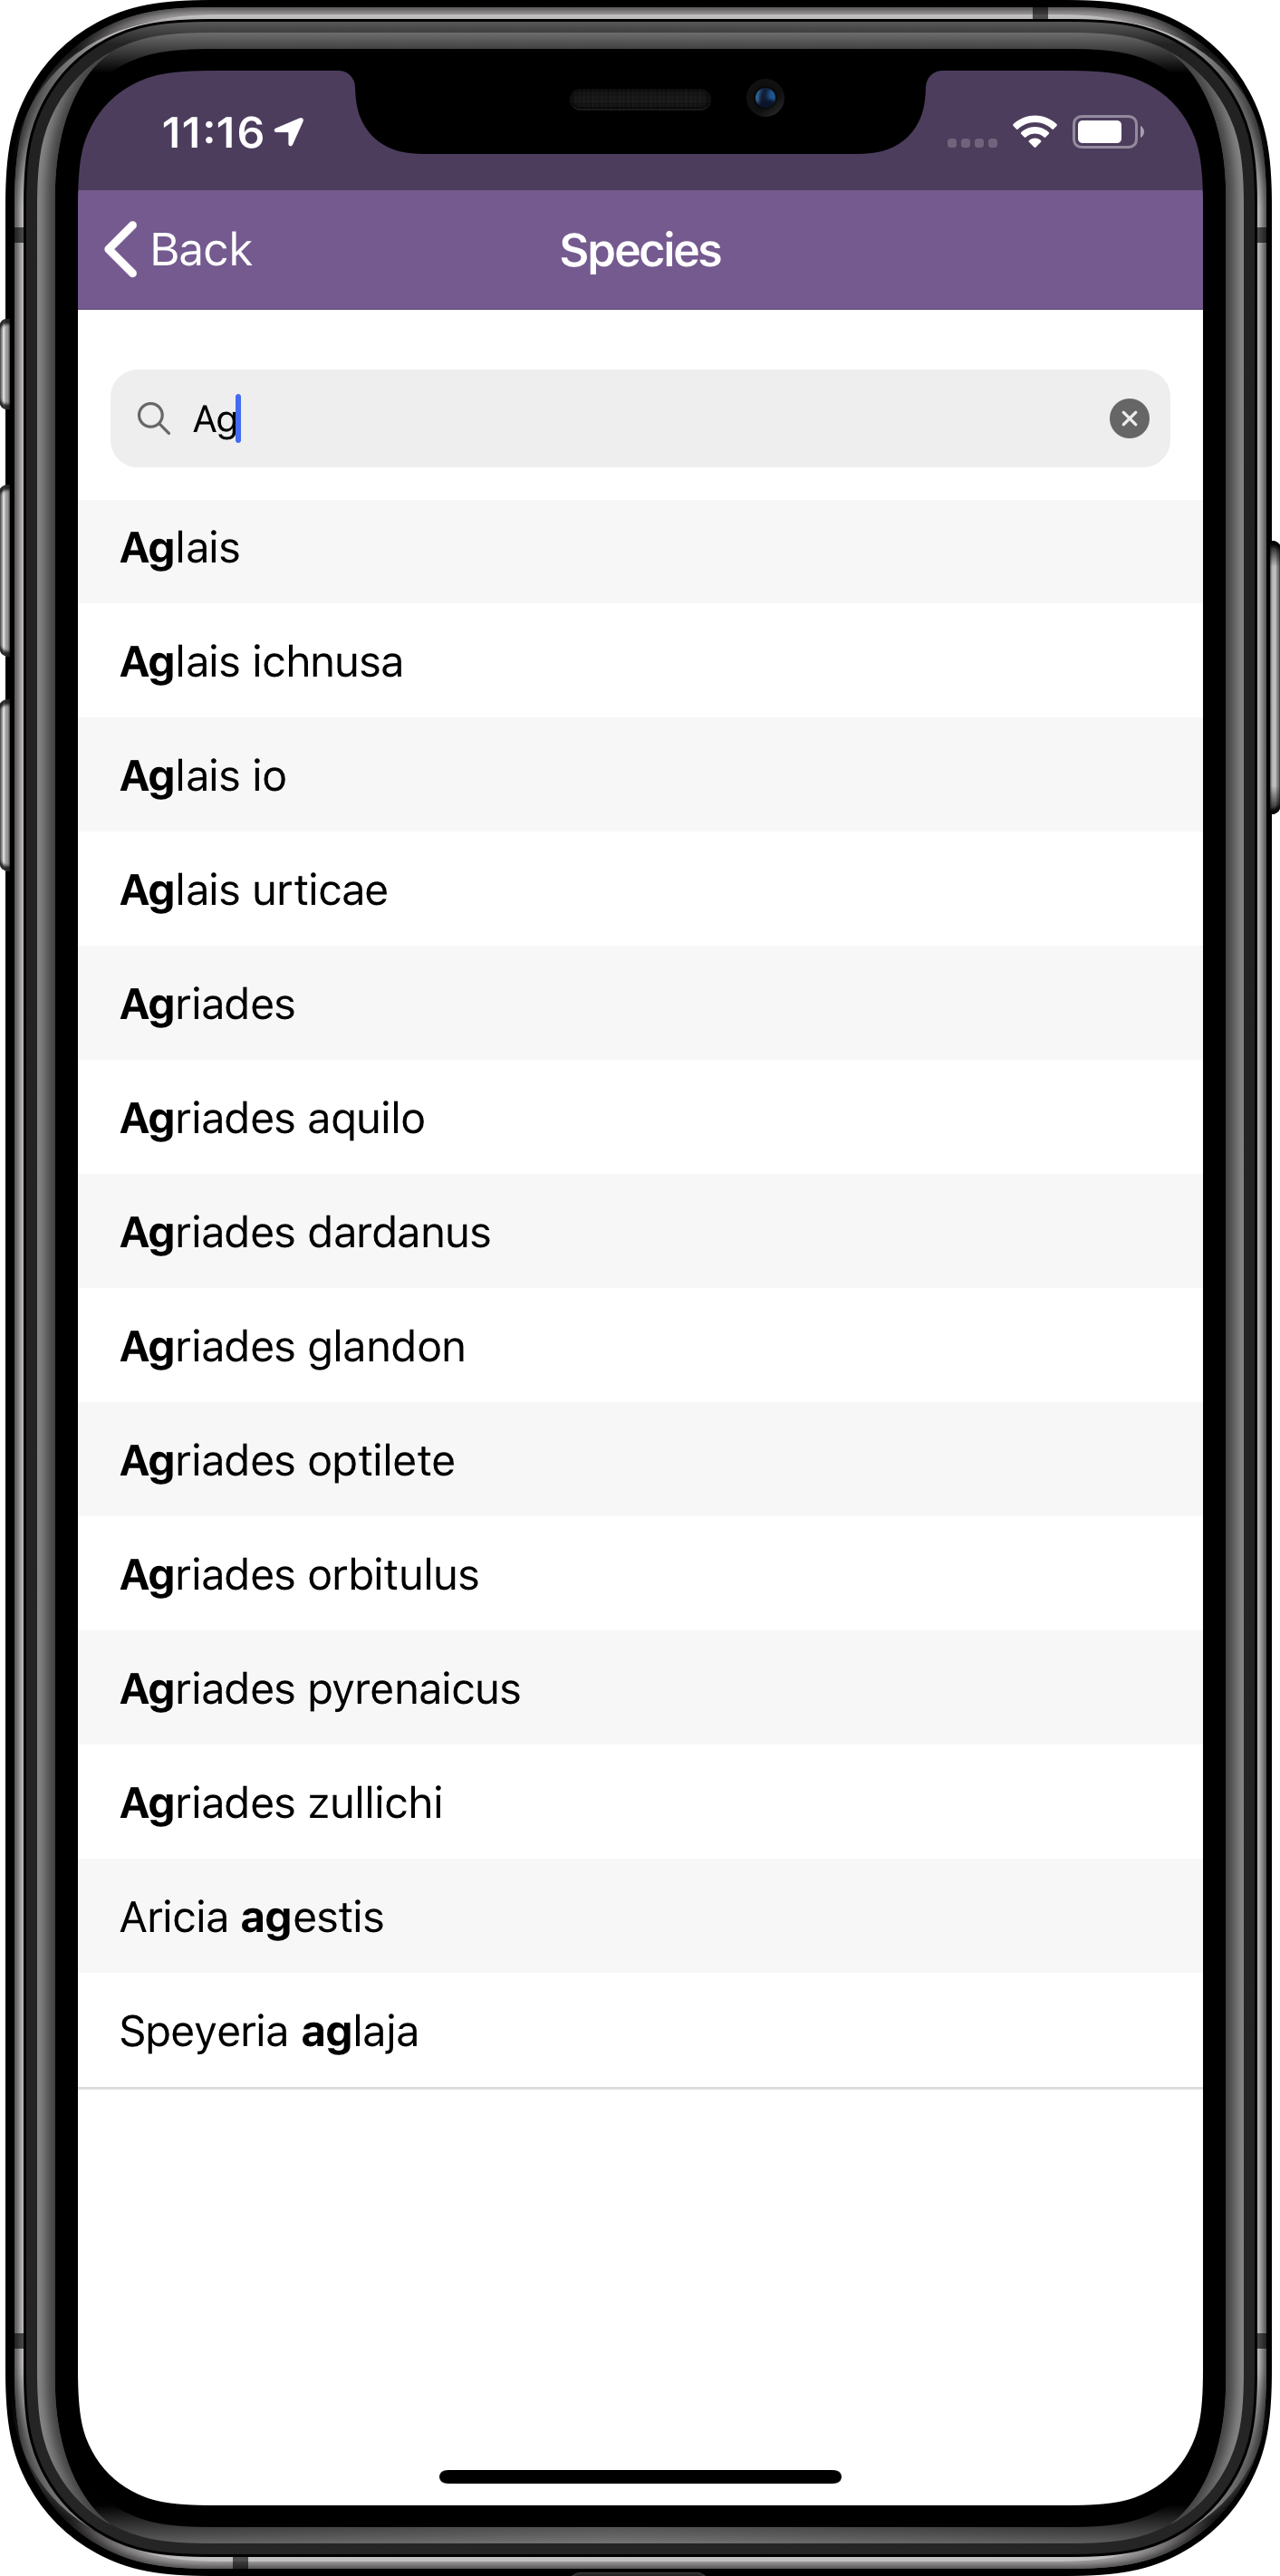 11:16
Back
Species
Ag
Aglais
Aglais ichnusa
Aglais io
Aglais urticae
Agriades
Agriades aquilo
Agriades dardanus
Agriades glandon
Agriades optilete
Agriades orbitulus
Agriades pyrenaicus
Agriades zullichi
Aricia agestis
Speyeria aglaja